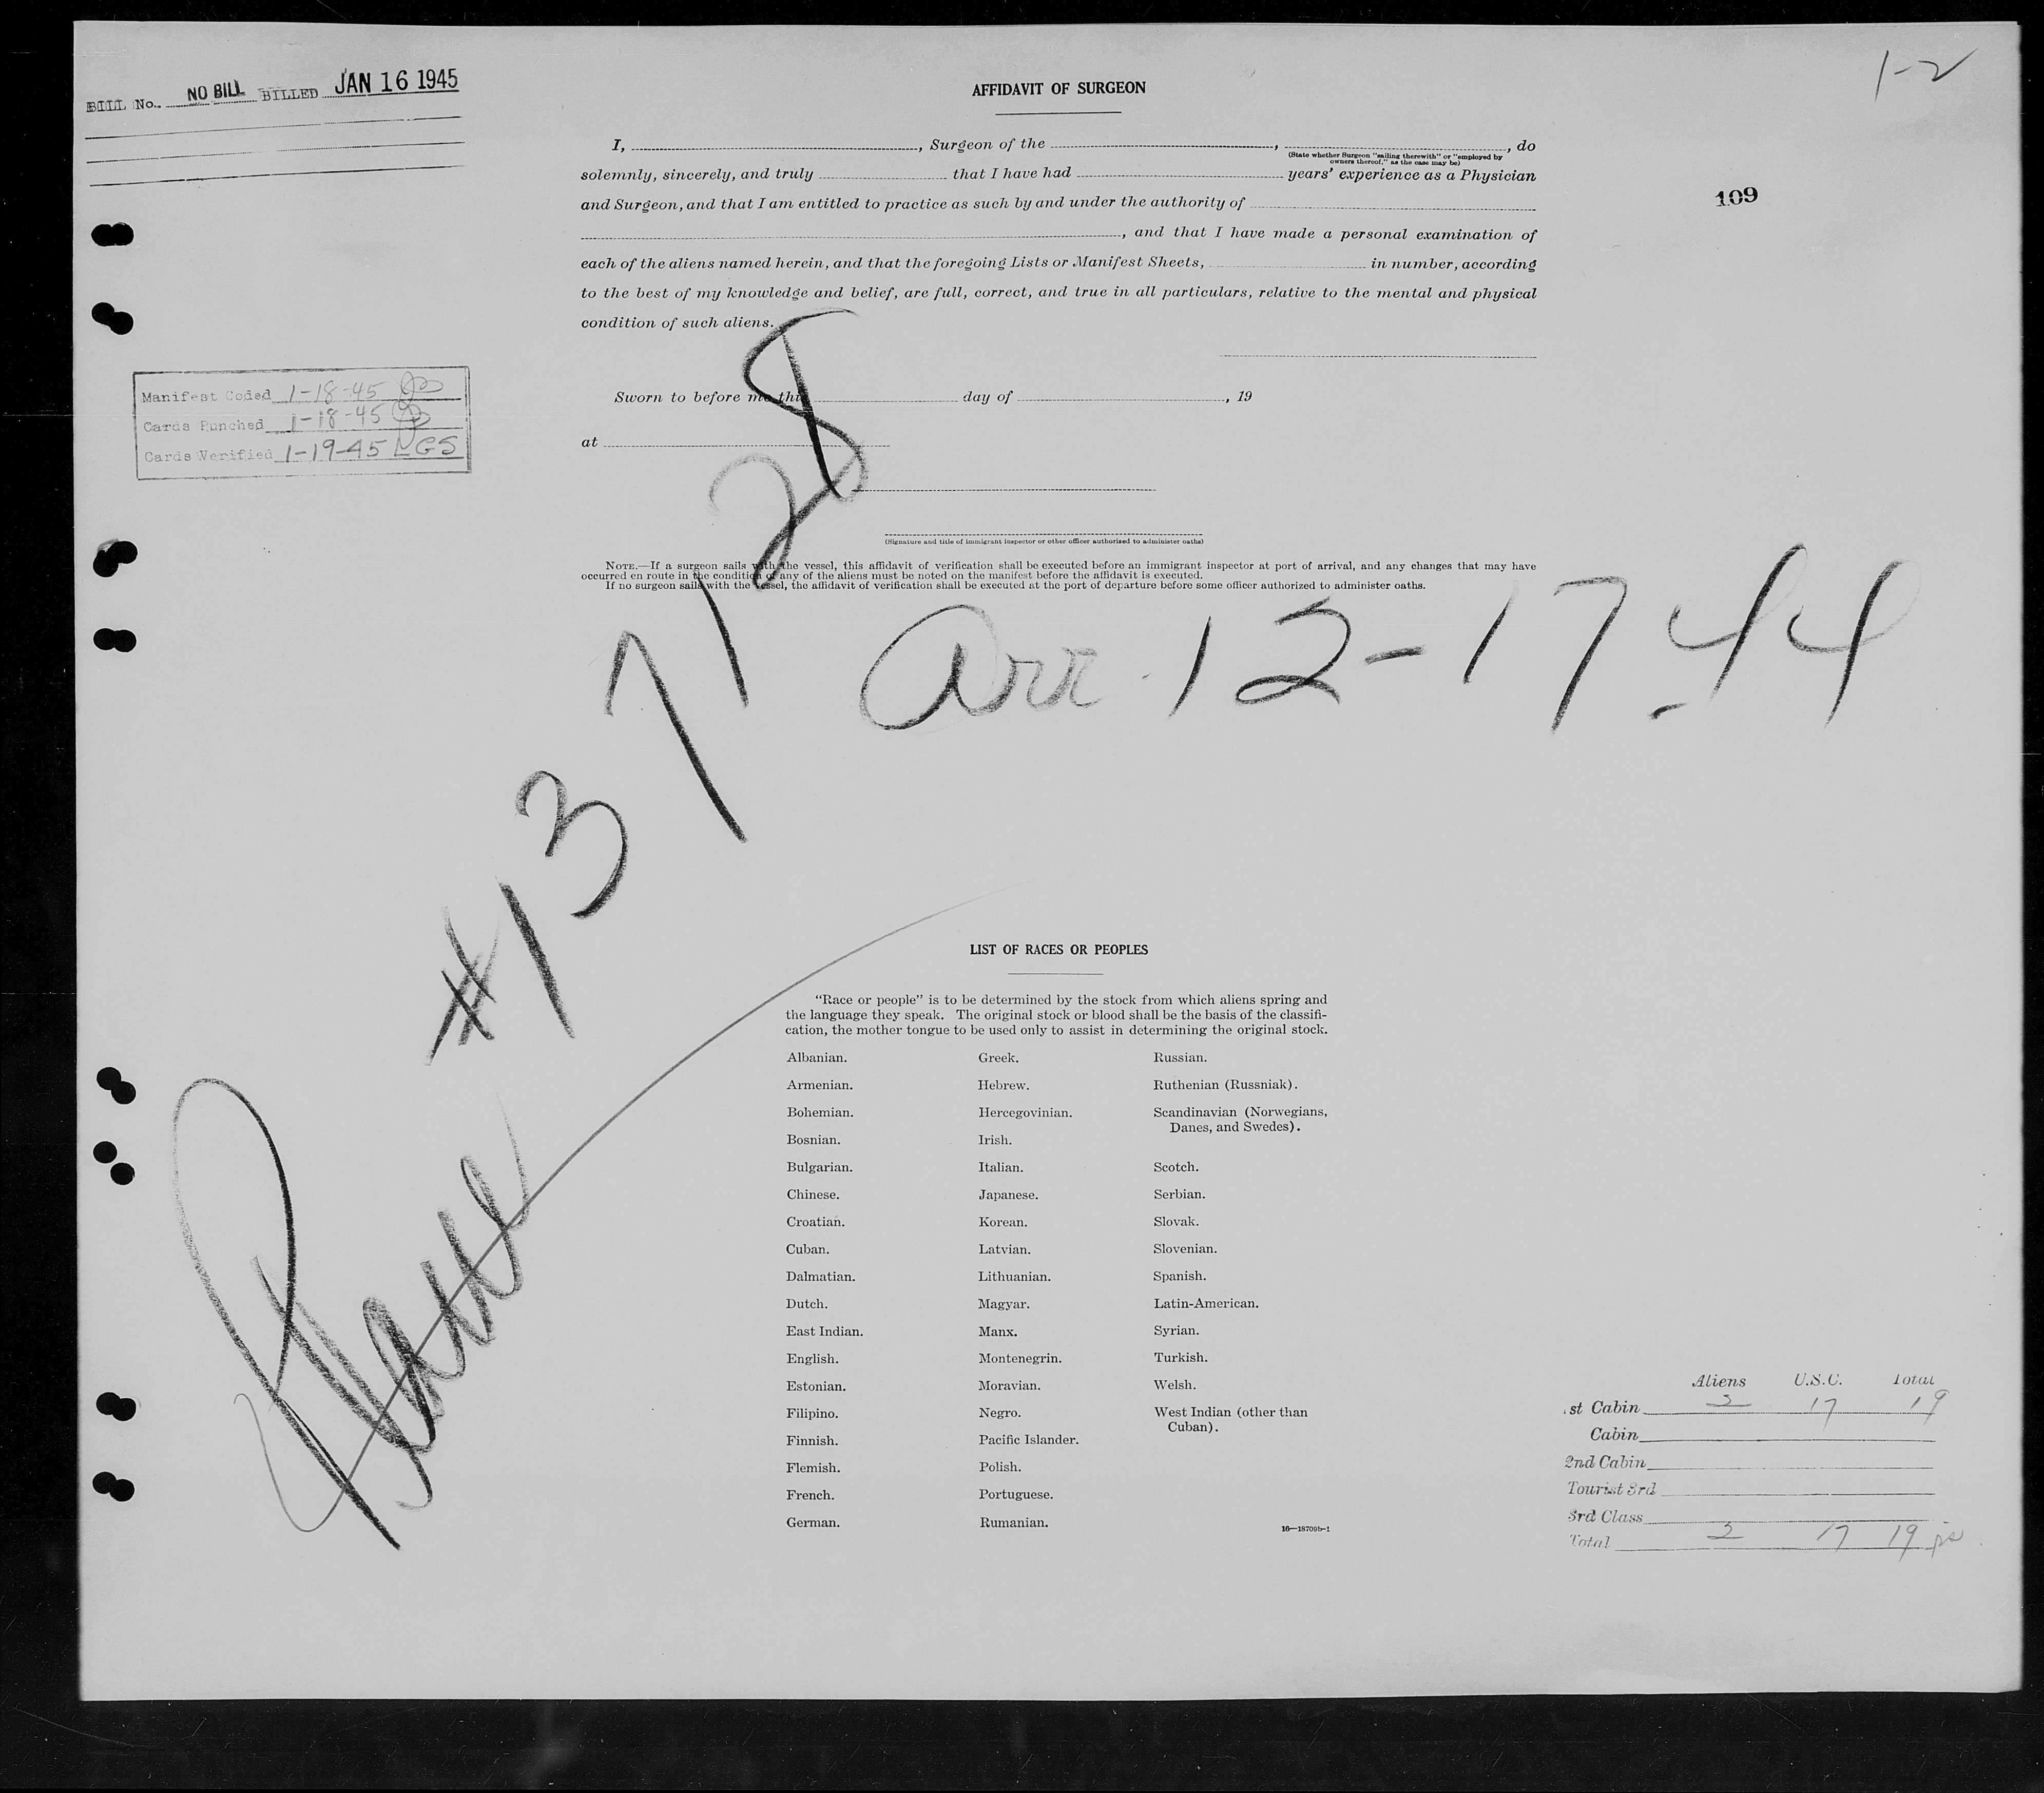 BILL No. NO BILL BILLED JAN 16 1945
1-2
109
AFFIDAVIT OF SURGEON
I, , Surgeon of the , , do
(State whether Surgeon "sailing therewith" or "employed by
owners thereof," as the case may be)
solemnly, sincerely, and truly that I have had years' experience as a Physician
and Surgeon, and that I am entitled to practice as such by and under the authority of
, and that I have made a personal examination of
each of the aliens named herein, and that the foregoing Lists or Manifest Sheets, in number, according
to the best of my knowledge and belief, are full, correct, and true in all particulars, relative to the mental and physical
condition of such aliens.
Manifest Coded 1-18-45
Cards Punched 1-18-45
Cards Verified 1-19-45 LGS
Sworn to before me this day of , 19
at
(Signature and title of immigrant inspector or other officer authorized to administer oaths)
NOTE.—If a surgeon sails with the vessel, this affidavit of verification shall be executed before an immigrant inspector at port of arrival, and any changes that may have
occurred en route in the condition of any of the aliens must be noted on the manifest before the affidavit is executed.
If no surgeon sails with the vessel, the affidavit of verification shall be executed at the port of departure before some officer authorized to administer oaths.
Arr. 12-17-44
#137128
Plane
LIST OF RACES OR PEOPLES
"Race or people" is to be determined by the stock from which aliens spring and
the language they speak. The original stock or blood shall be the basis of the classifi-
cation, the mother tongue to be used only to assist in determining the original stock.
Albanian. Greek. Russian.
Armenian. Hebrew. Ruthenian (Russniak).
Bohemian. Hercegovinian. Scandinavian (Norwegians,
Danes, and Swedes).
Bosnian. Irish.
Bulgarian. Italian. Scotch.
Chinese. Japanese. Serbian.
Croatian. Korean. Slovak.
Cuban. Latvian. Slovenian.
Dalmatian. Lithuanian. Spanish.
Dutch. Magyar. Latin-American.
East Indian. Manx. Syrian.
English. Montenegrin. Turkish.
Estonian. Moravian. Welsh.
Filipino. Negro. West Indian (other than
Cuban).
Finnish. Pacific Islander.
Flemish. Polish.
French. Portuguese.
German. Rumanian.
16—18709b-1
Aliens U.S.C. Total
1st Cabin 2 17 19
Cabin
2nd Cabin
Tourist 3rd
3rd Class
Total 2 17 19